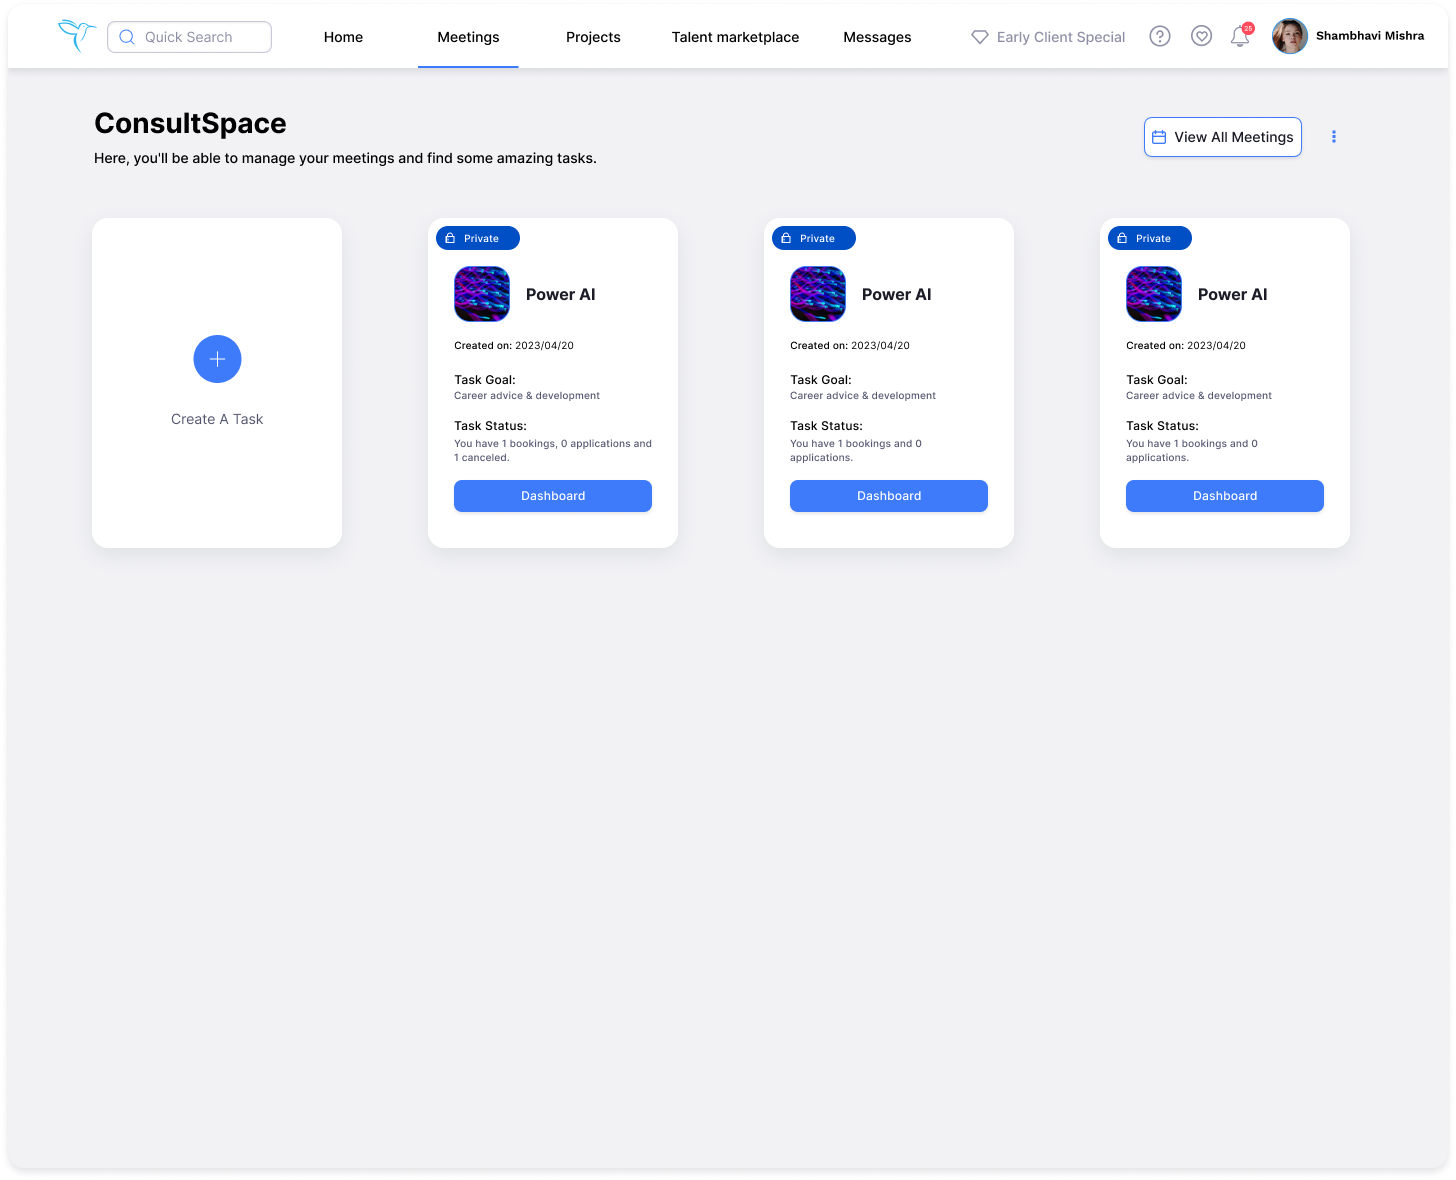 Quick Search
Home
Meetings
Projects
Talent marketplace
Messages
Early Client Special
25
Shambhavi Mishra
ConsultSpace
Here, you'll be able to manage your meetings and find some amazing tasks.
View All Meetings
Create A Task
Private
Power AI
Created on: 2023/04/20
Task Goal:
Career advice & development
Task Status:
You have 1 bookings, 0 applications and
1 canceled.
Dashboard
Private
Power AI
Created on: 2023/04/20
Task Goal:
Career advice & development
Task Status:
You have 1 bookings and 0
applications.
Dashboard
Private
Power AI
Created on: 2023/04/20
Task Goal:
Career advice & development
Task Status:
You have 1 bookings and 0
applications.
Dashboard